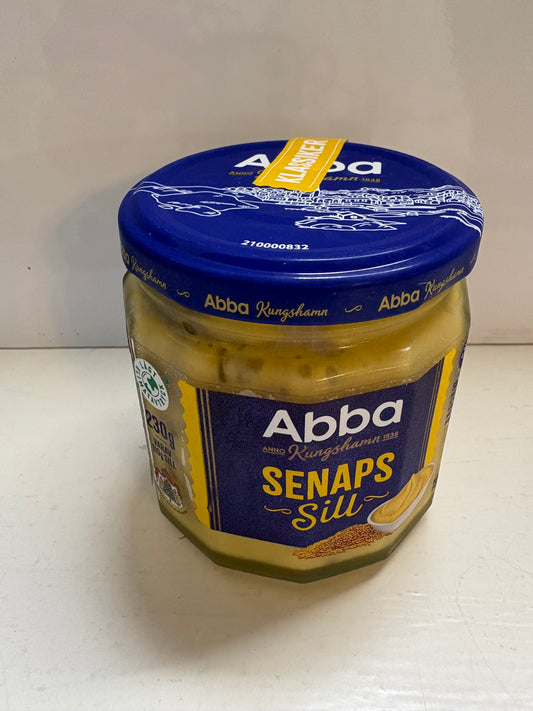 Abba
KLASSIKER
ANNO Kungshamn 1838
210000832
Kungshamn
Abba Kungshamn
Abba
230g
Abba
ANNO Kungshamn 1838
SENAPS
Sill